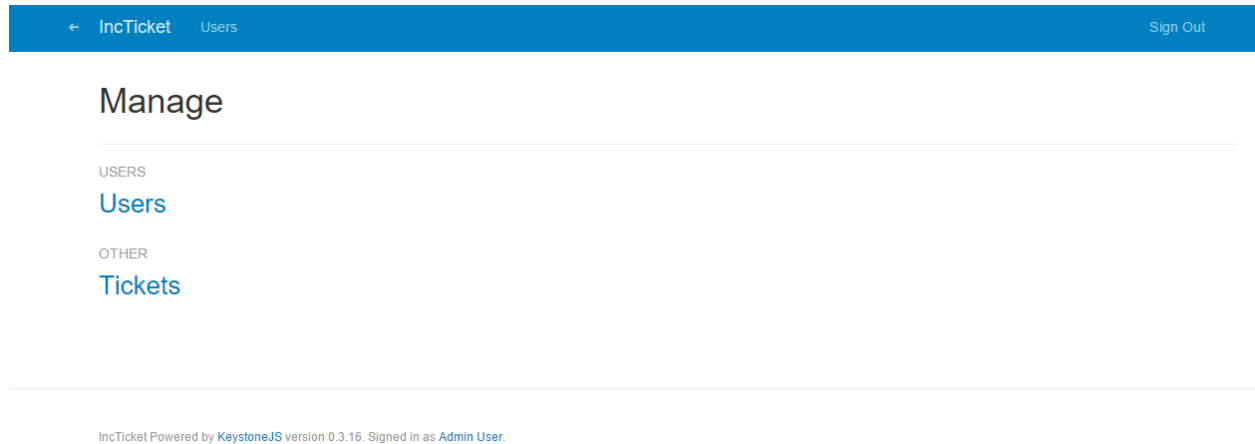 ← IncTicket Users Sign Out
Manage
USERS
Users
OTHER
Tickets
IncTicket Powered by KeystoneJS version 0.3.16. Signed in as Admin User.